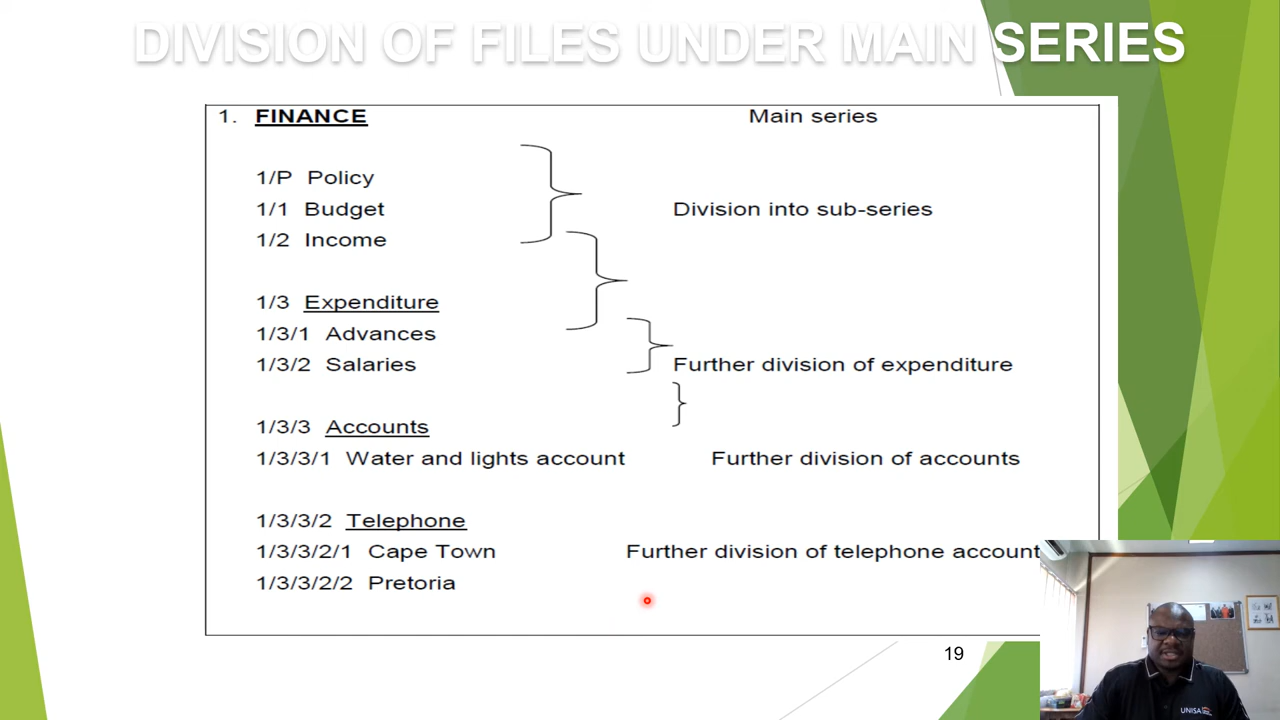 DIVISION OF FILES UNDER MAIN SERIES
1. FINANCE Main series
1/P Policy
1/1 Budget Division into sub-series
1/2 Income
1/3 Expenditure
1/3/1 Advances
1/3/2 Salaries Further division of expenditure
1/3/3 Accounts
1/3/3/1 Water and lights account Further division of accounts
1/3/3/2 Telephone
1/3/3/2/1 Cape Town Further division of telephone account
1/3/3/2/2 Pretoria
19
UNISA